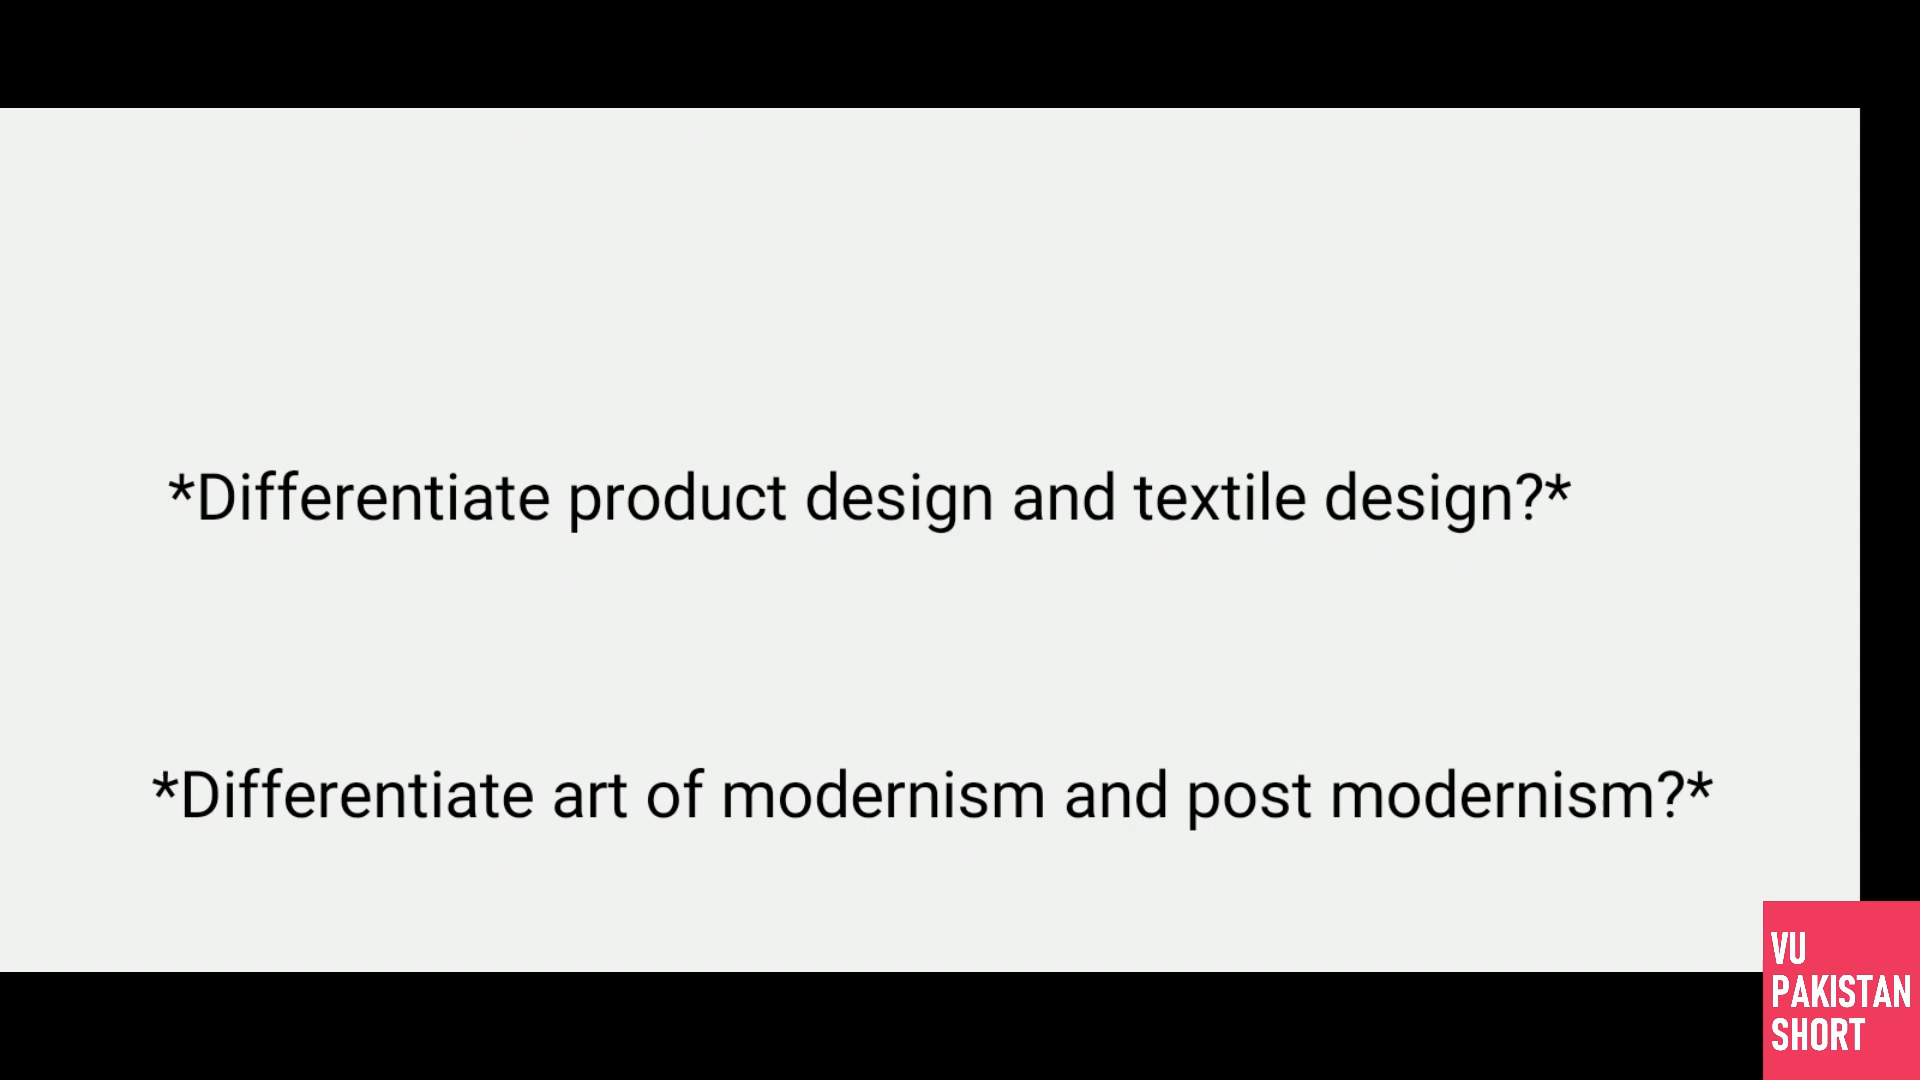 *Differentiate product design and textile design?*
*Differentiate art of modernism and post modernism?*
VU
PAKISTAN
SHORT